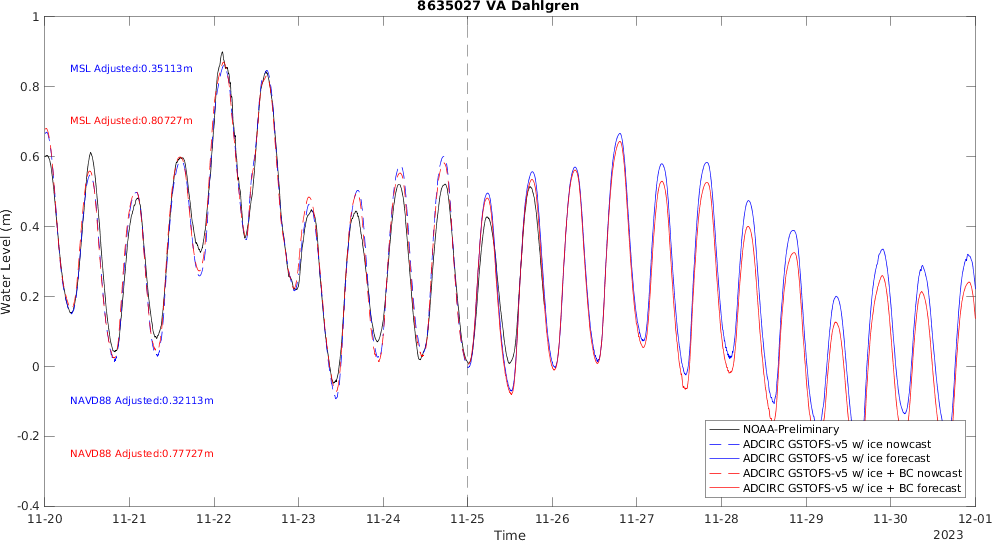 8635027 VA Dahlgren
Water Level (m)
1
0.8
0.6
0.4
0.2
0
-0.2
-0.4
MSL Adjusted:0.35113m
MSL Adjusted:0.80727m
NAVD88 Adjusted:0.32113m
NAVD88 Adjusted:0.77727m
NOAA-Preliminary
ADCIRC GSTOFS-v5 w/ ice nowcast
ADCIRC GSTOFS-v5 w/ ice forecast
ADCIRC GSTOFS-v5 w/ ice + BC nowcast
ADCIRC GSTOFS-v5 w/ ice + BC forecast
11-20 11-21 11-22 11-23 11-24 11-25 11-26 11-27 11-28 11-29 11-30 12-01
Time
2023